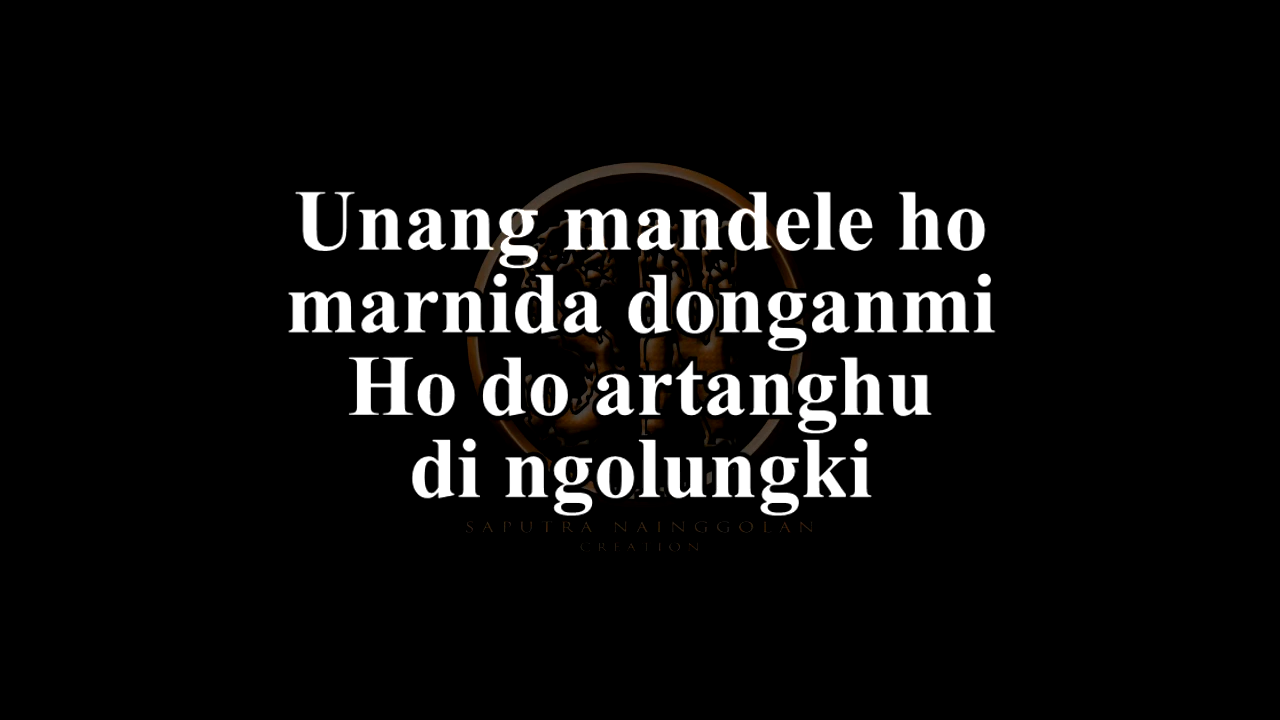 Unang mandele ho
marnida donganmi
Ho do artanghu
di ngolungki
SAPUTRA NAINGGOLAN
CREATION